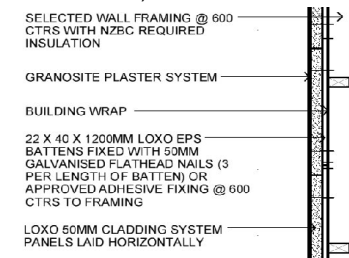 SELECTED WALL FRAMING @ 600
CTRS WITH NZBC REQUIRED
INSULATION
GRANOSITE PLASTER SYSTEM
BUILDING WRAP
22 X 40 X 1200MM LOXO EPS
BATTENS FIXED WITH 50MM
GALVANISED FLATHEAD NAILS (3
PER LENGTH OF BATTEN) OR
APPROVED ADHESIVE FIXING @ 600
CTRS TO FRAMING
LOXO 50MM CLADDING SYSTEM
PANELS LAID HORIZONTALLY